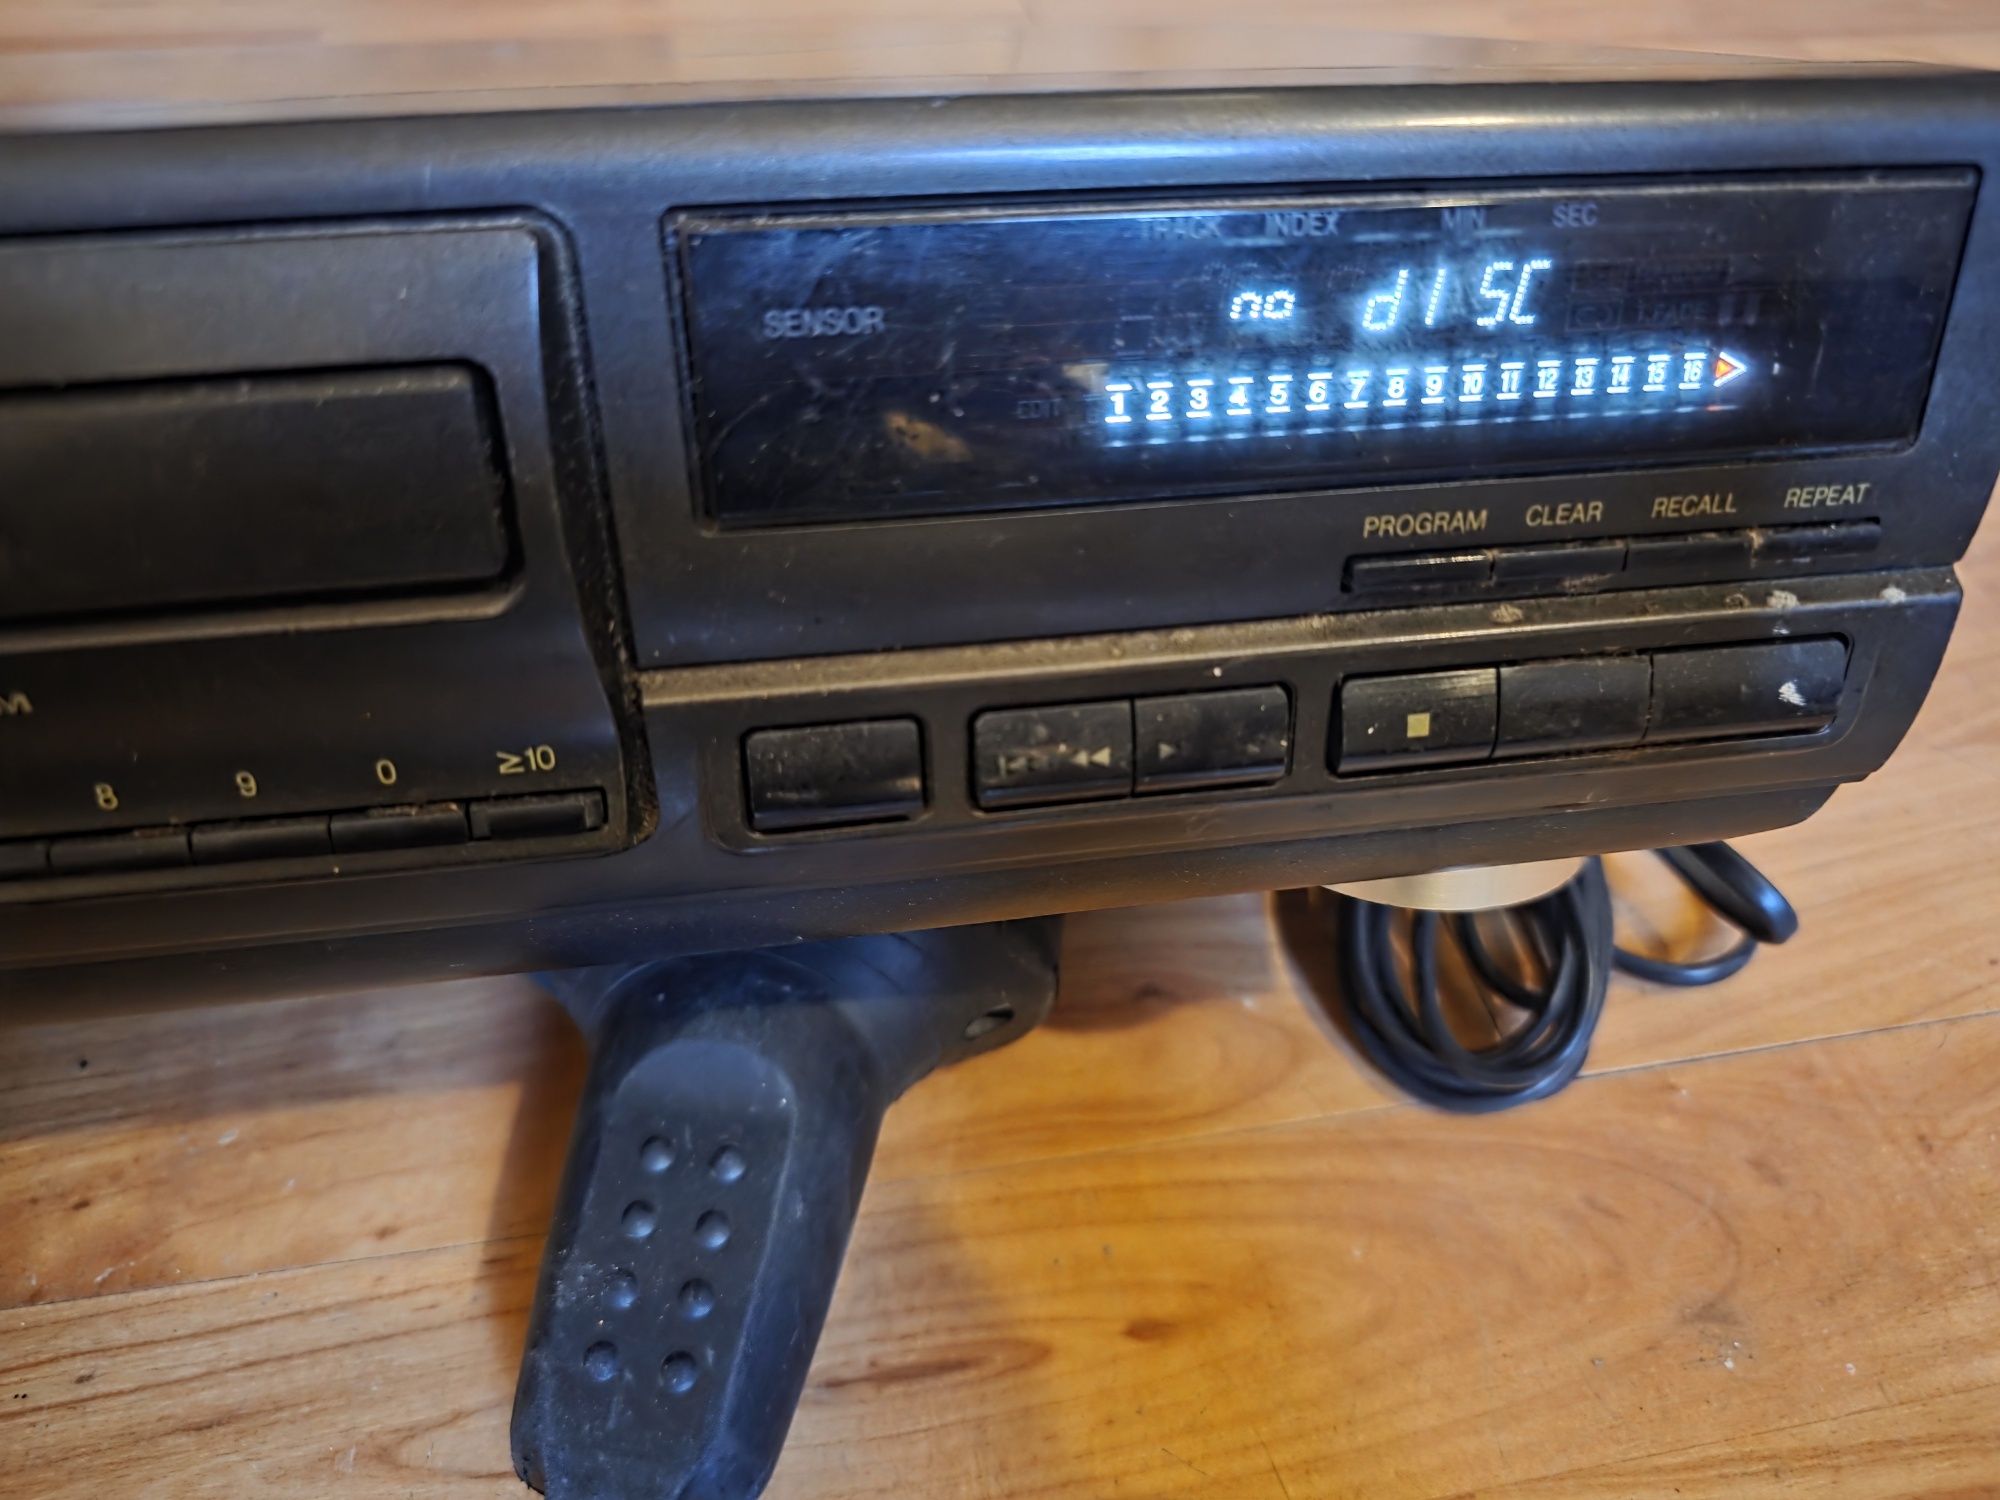 TRACK INDEX MIN SEC
SENSOR
no dISC
EDIT 1 2 3 4 5 6 7 8 9 10 11 12 13 14 15 16
PROGRAM CLEAR RECALL REPEAT
M
8 9 0 ≥10